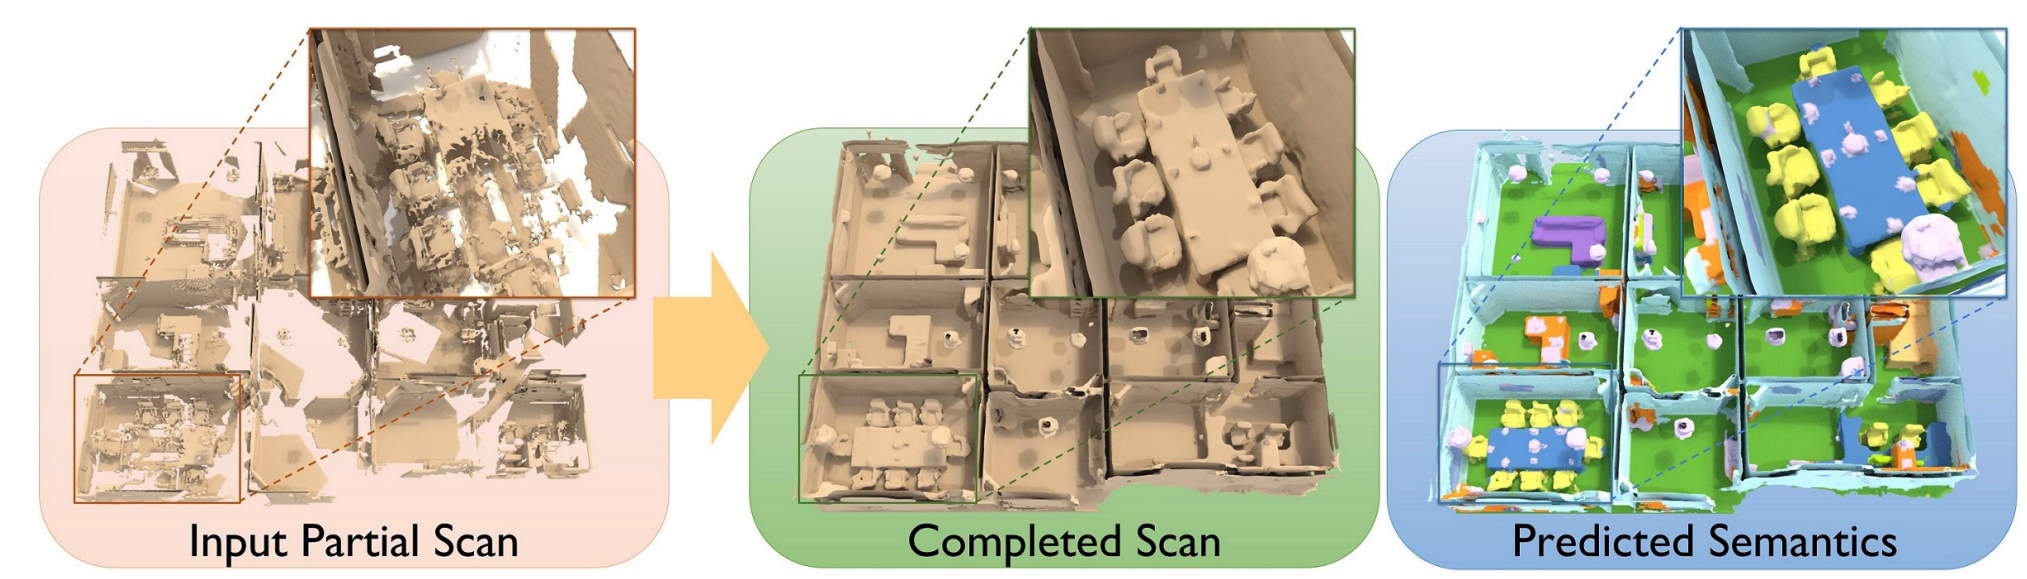 Input Partial Scan
Completed Scan
Predicted Semantics